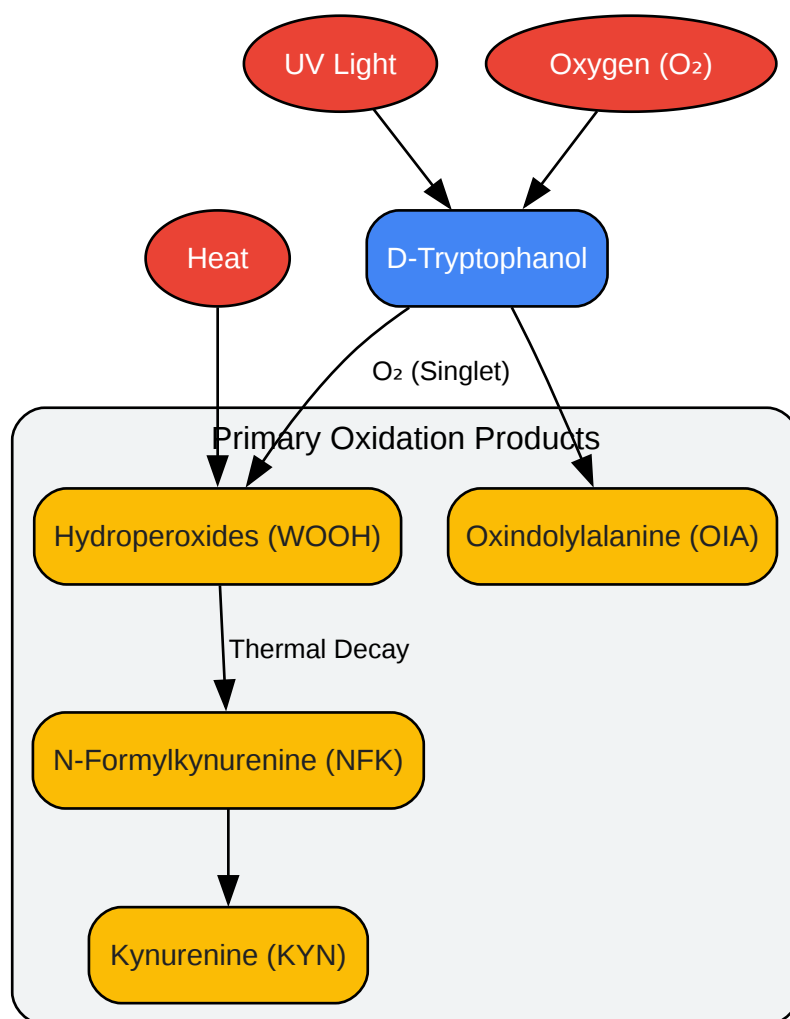 UV Light
Oxygen (O₂)
Heat
D-Tryptophanol
O₂ (Singlet)
Primary Oxidation Products
Hydroperoxides (WOOH)
Oxindolylalanine (OIA)
Thermal Decay
N-Formylkynurenine (NFK)
Kynurenine (KYN)